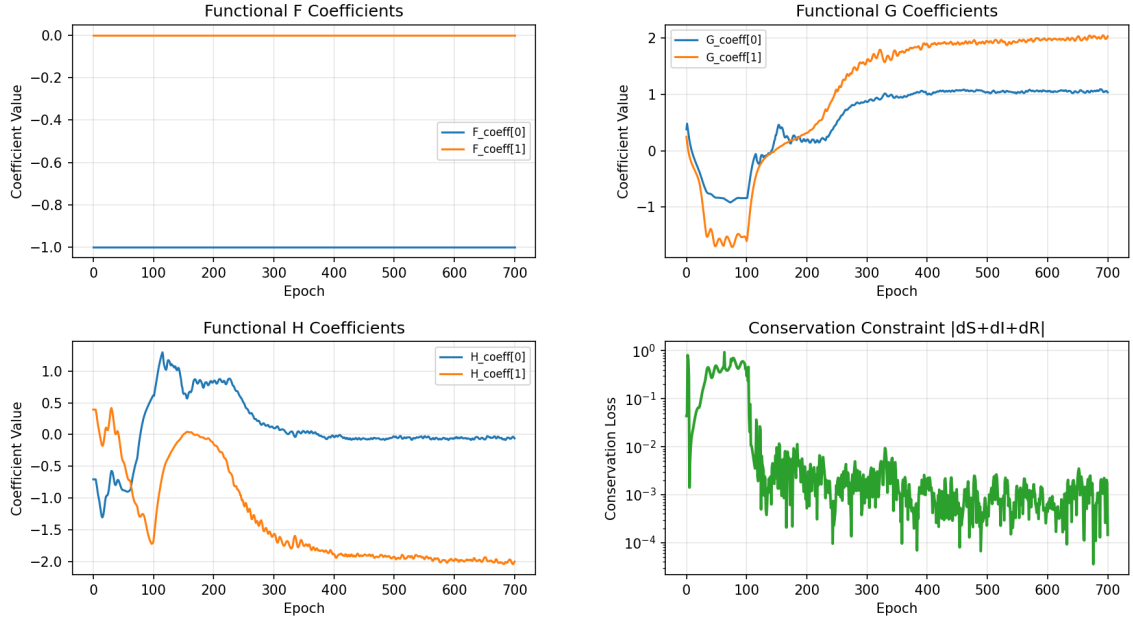 Functional F Coefficients
Coefficient Value
0.0
−0.2
−0.4
−0.6
−0.8
−1.0
F_coeff[0]
F_coeff[1]
0 100 200 300 400 500 600 700
Epoch
Functional G Coefficients
Coefficient Value
2
1
0
−1
G_coeff[0]
G_coeff[1]
0 100 200 300 400 500 600 700
Epoch
Functional H Coefficients
Coefficient Value
1.0
0.5
0.0
−0.5
−1.0
−1.5
−2.0
H_coeff[0]
H_coeff[1]
0 100 200 300 400 500 600 700
Epoch
Conservation Constraint |dS+dI+dR|
Conservation Loss
10⁰
10⁻¹
10⁻²
10⁻³
10⁻⁴
0 100 200 300 400 500 600 700
Epoch